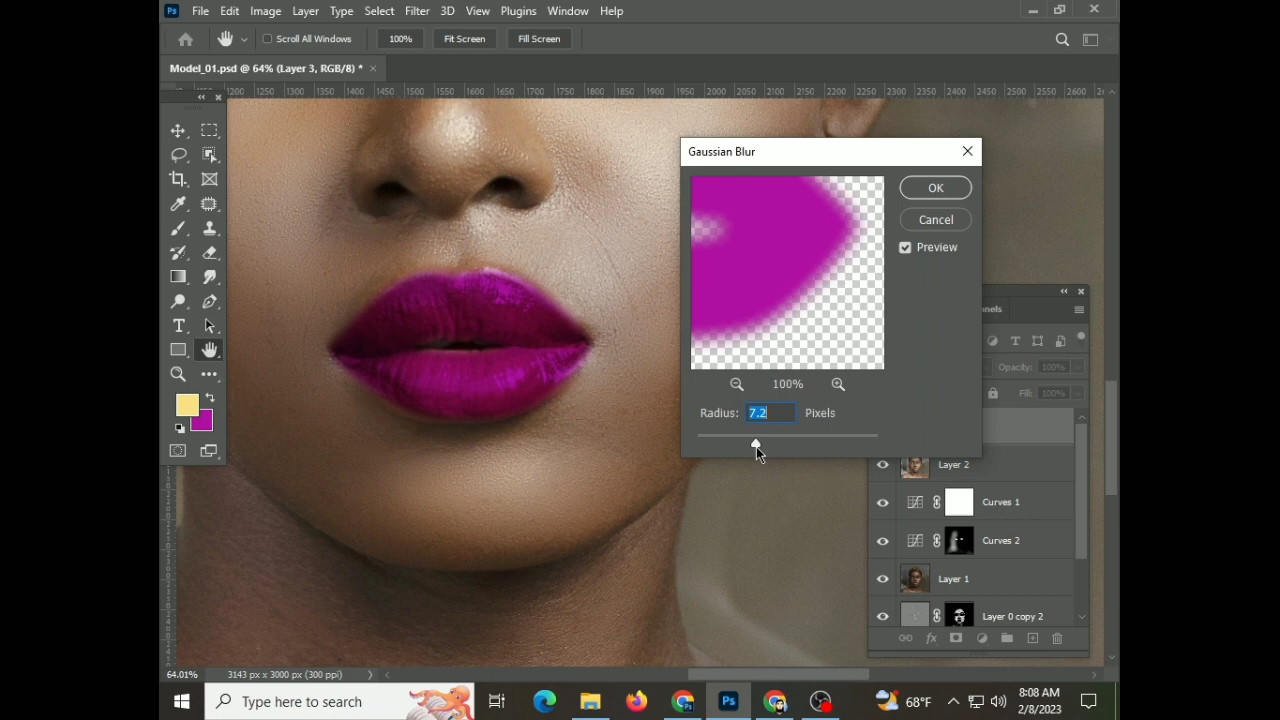 Ps File Edit Image Layer Type Select Filter 3D View Plugins Window Help
Scroll All Windows 100% Fit Screen Fill Screen
Model_01.psd @ 64% (Layer 3, RGB/8) *
1200 1250 1300 1350 1400 1450 1500 1550 1600 1650 1700 1750 1800 1850 1900 1950 2000 2050 2100 2150 2200 2250 2300 2350 2400 2450 2500 2550 2600
Gaussian Blur
OK
Cancel
Preview
100%
Radius: 7.2 Pixels
nnels
Opacity: 100%
Fill: 100%
Layer 2
Curves 1
Curves 2
Layer 1
Layer 0 copy 2
fx
64.01% 3143 px x 3000 px (300 ppi)
Type here to search
Ps
68°F
8:08 AM
2/8/2023